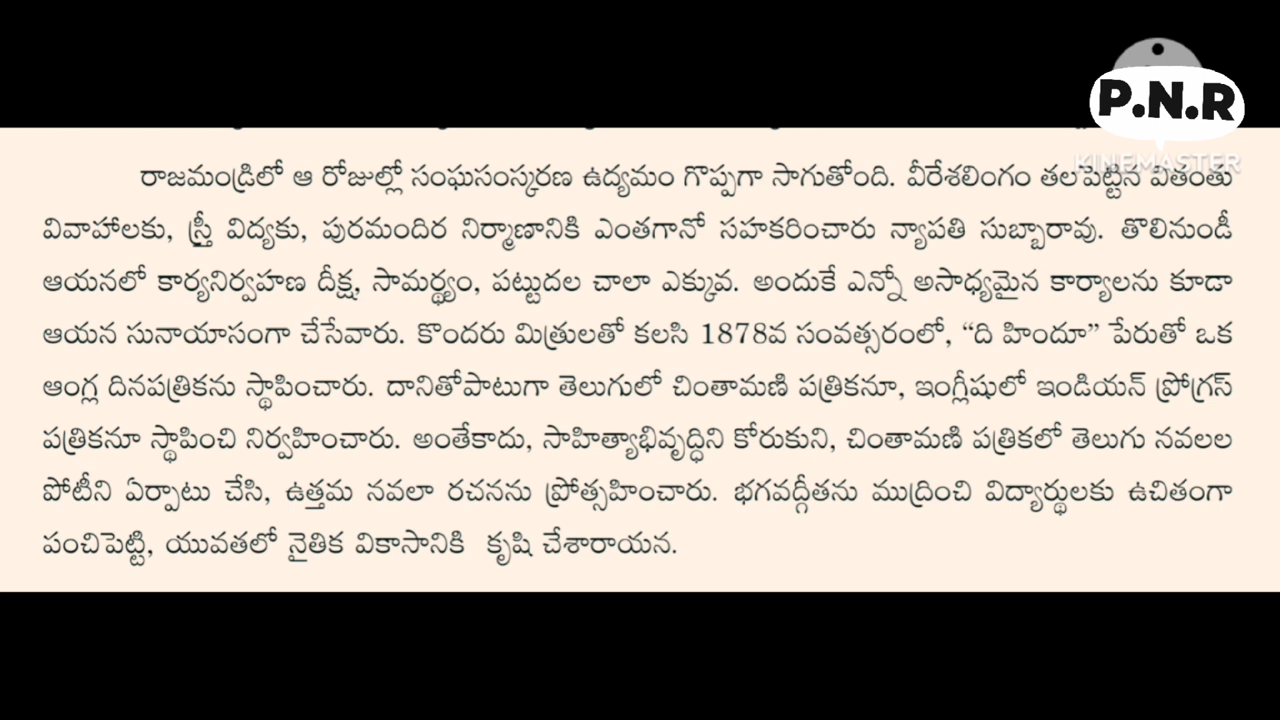 P.N.R
KINEMASTER
రాజమండ్రిలో ఆ రోజుల్లో సంఘసంస్కరణ ఉద్యమం గొప్పగా సాగుతోంది. వీరేశలింగం తలపెట్టిన వితంతు
వివాహాలకు, స్త్రీ విద్యకు, పురమందిర నిర్మాణానికి ఎంతగానో సహకరించారు న్యాపతి సుబ్బారావు. తొలినుండీ
ఆయనలో కార్యనిర్వహణ దీక్ష, సామర్థ్యం, పట్టుదల చాలా ఎక్కువ. అందుకే ఎన్నో అసాధ్యమైన కార్యాలను కూడా
ఆయన సునాయాసంగా చేసేవారు. కొందరు మిత్రులతో కలసి 1878వ సంవత్సరంలో, “ది హిందూ” పేరుతో ఒక
ఆంగ్ల దినపత్రికను స్థాపించారు. దానితోపాటుగా తెలుగులో చింతామణి పత్రికనూ, ఇంగ్లీషులో ఇండియన్ ప్రోగ్రస్
పత్రికనూ స్థాపించి నిర్వహించారు. అంతేకాదు, సాహిత్యాభివృద్ధిని కోరుకుని, చింతామణి పత్రికలో తెలుగు నవలల
పోటీని ఏర్పాటు చేసి, ఉత్తమ నవలా రచనను ప్రోత్సహించారు. భగవద్గీతను ముద్రించి విద్యార్థులకు ఉచితంగా
పంచిపెట్టి, యువతలో నైతిక వికాసానికి కృషి చేశారాయన.